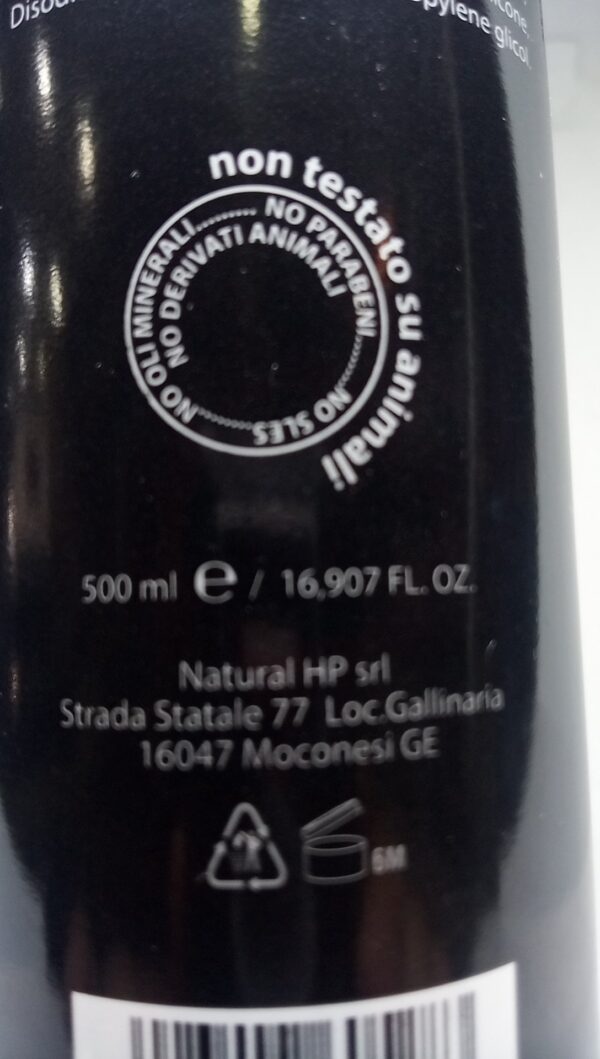 non testato su animali
NO OLI MINERALI......... NO PARABENI.......... NO SLES..........
NO DERIVATI ANIMALI
500 ml ℮ / 16,907 FL. OZ.
Natural HP srl
Strada Statale 77 Loc.Gallinaria
16047 Moconesi GE
6M